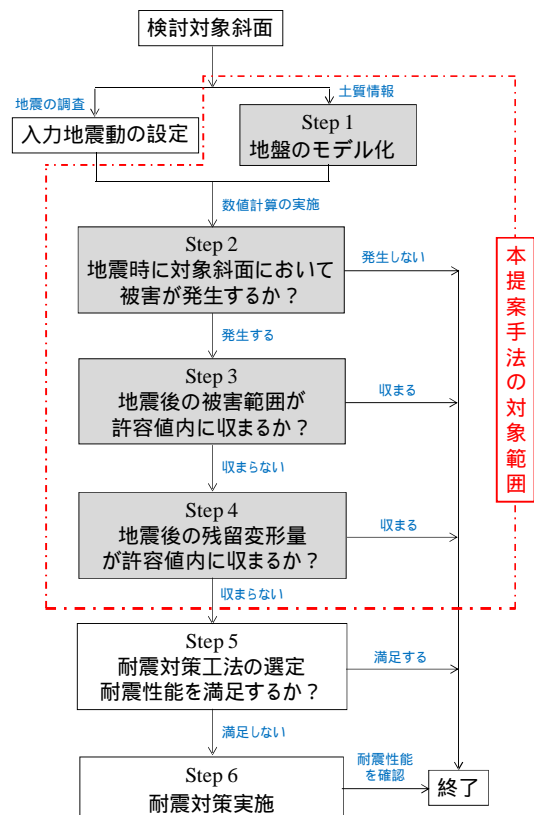 検討対象斜面
地震の調査
土質情報
入力地震動の設定
Step 1
地盤のモデル化
数値計算の実施
Step 2
地震時に対象斜面において
被害が発生するか？
発生しない
発生する
Step 3
地震後の被害範囲が
許容値内に収まるか？
収まる
収まらない
Step 4
地震後の残留変形量
が許容値内に収まるか？
収まる
収まらない
本提案手法の対象範囲
Step 5
耐震対策工法の選定
耐震性能を満足するか？
満足する
満足しない
Step 6
耐震対策実施
耐震性能
を確認
終了